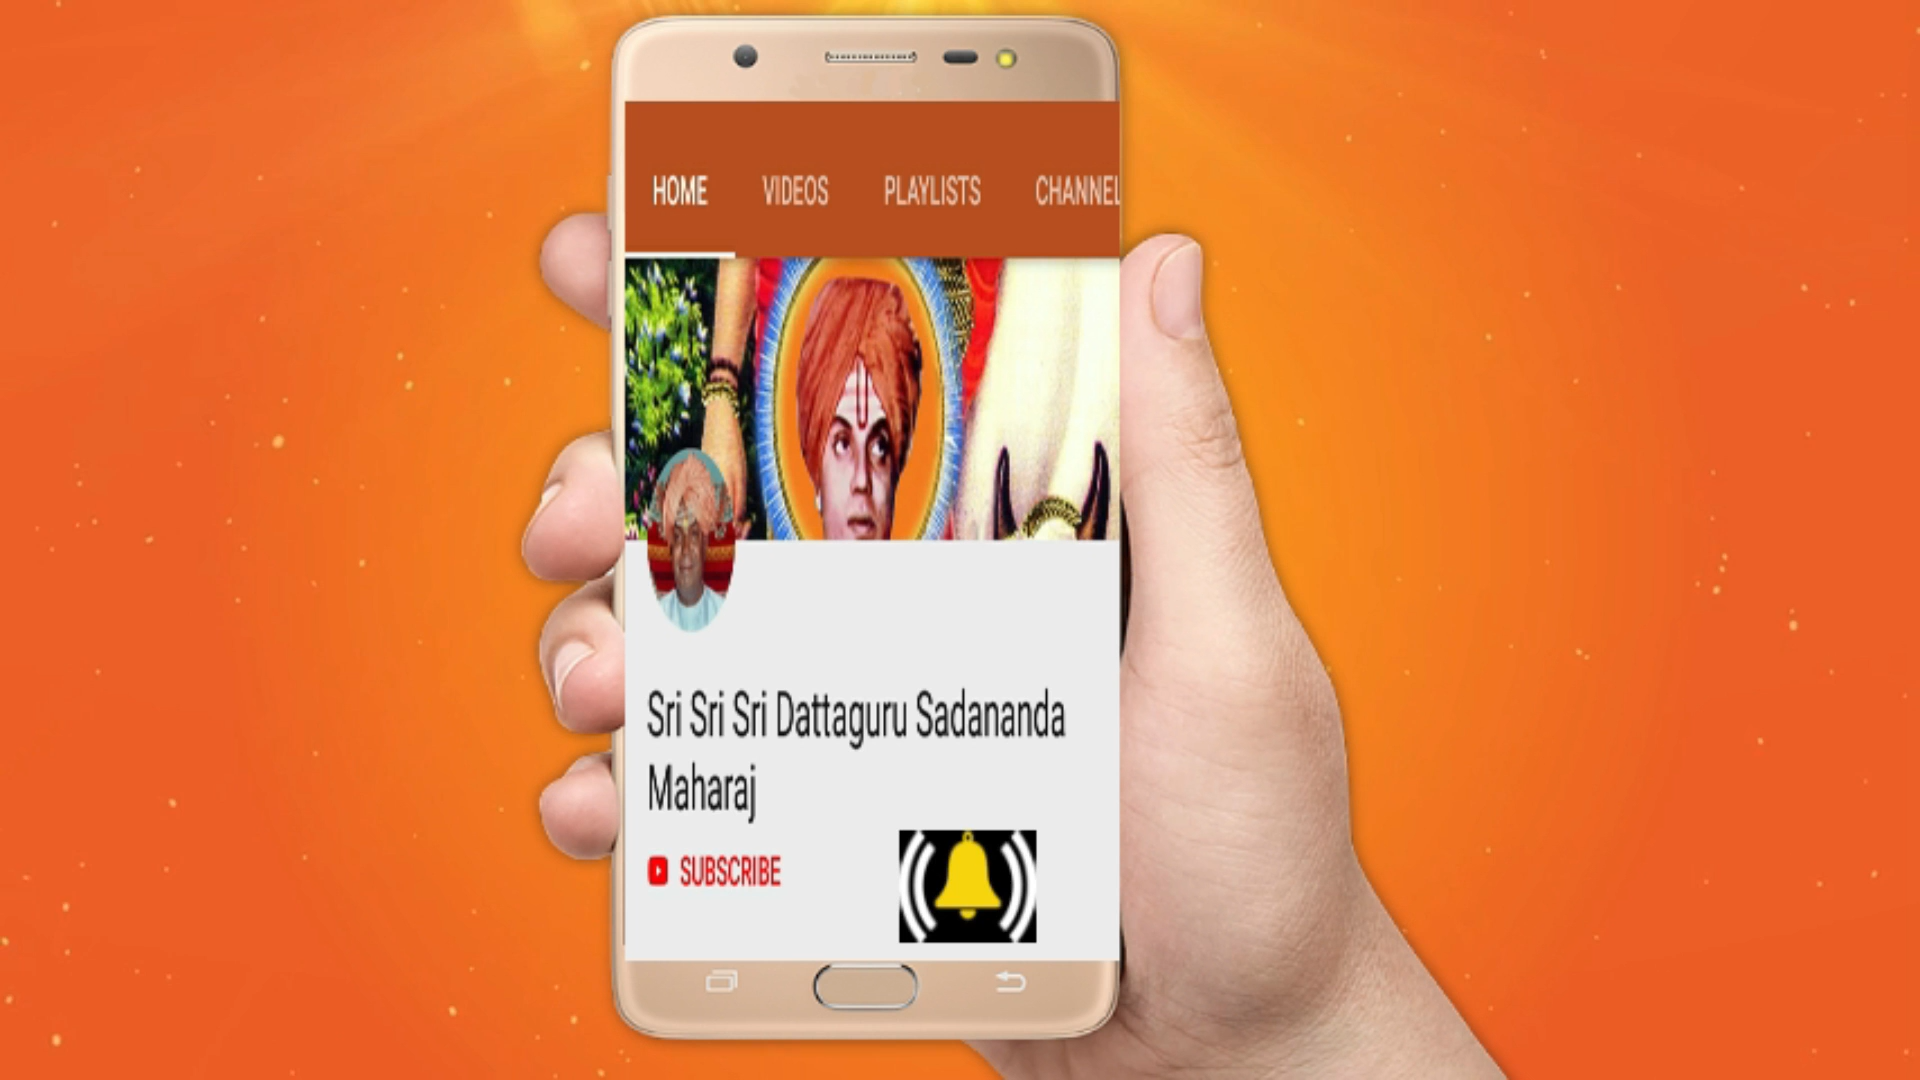 HOME VIDEOS PLAYLISTS CHANNEL
Sri Sri Sri Dattaguru Sadananda
Maharaj
SUBSCRIBE